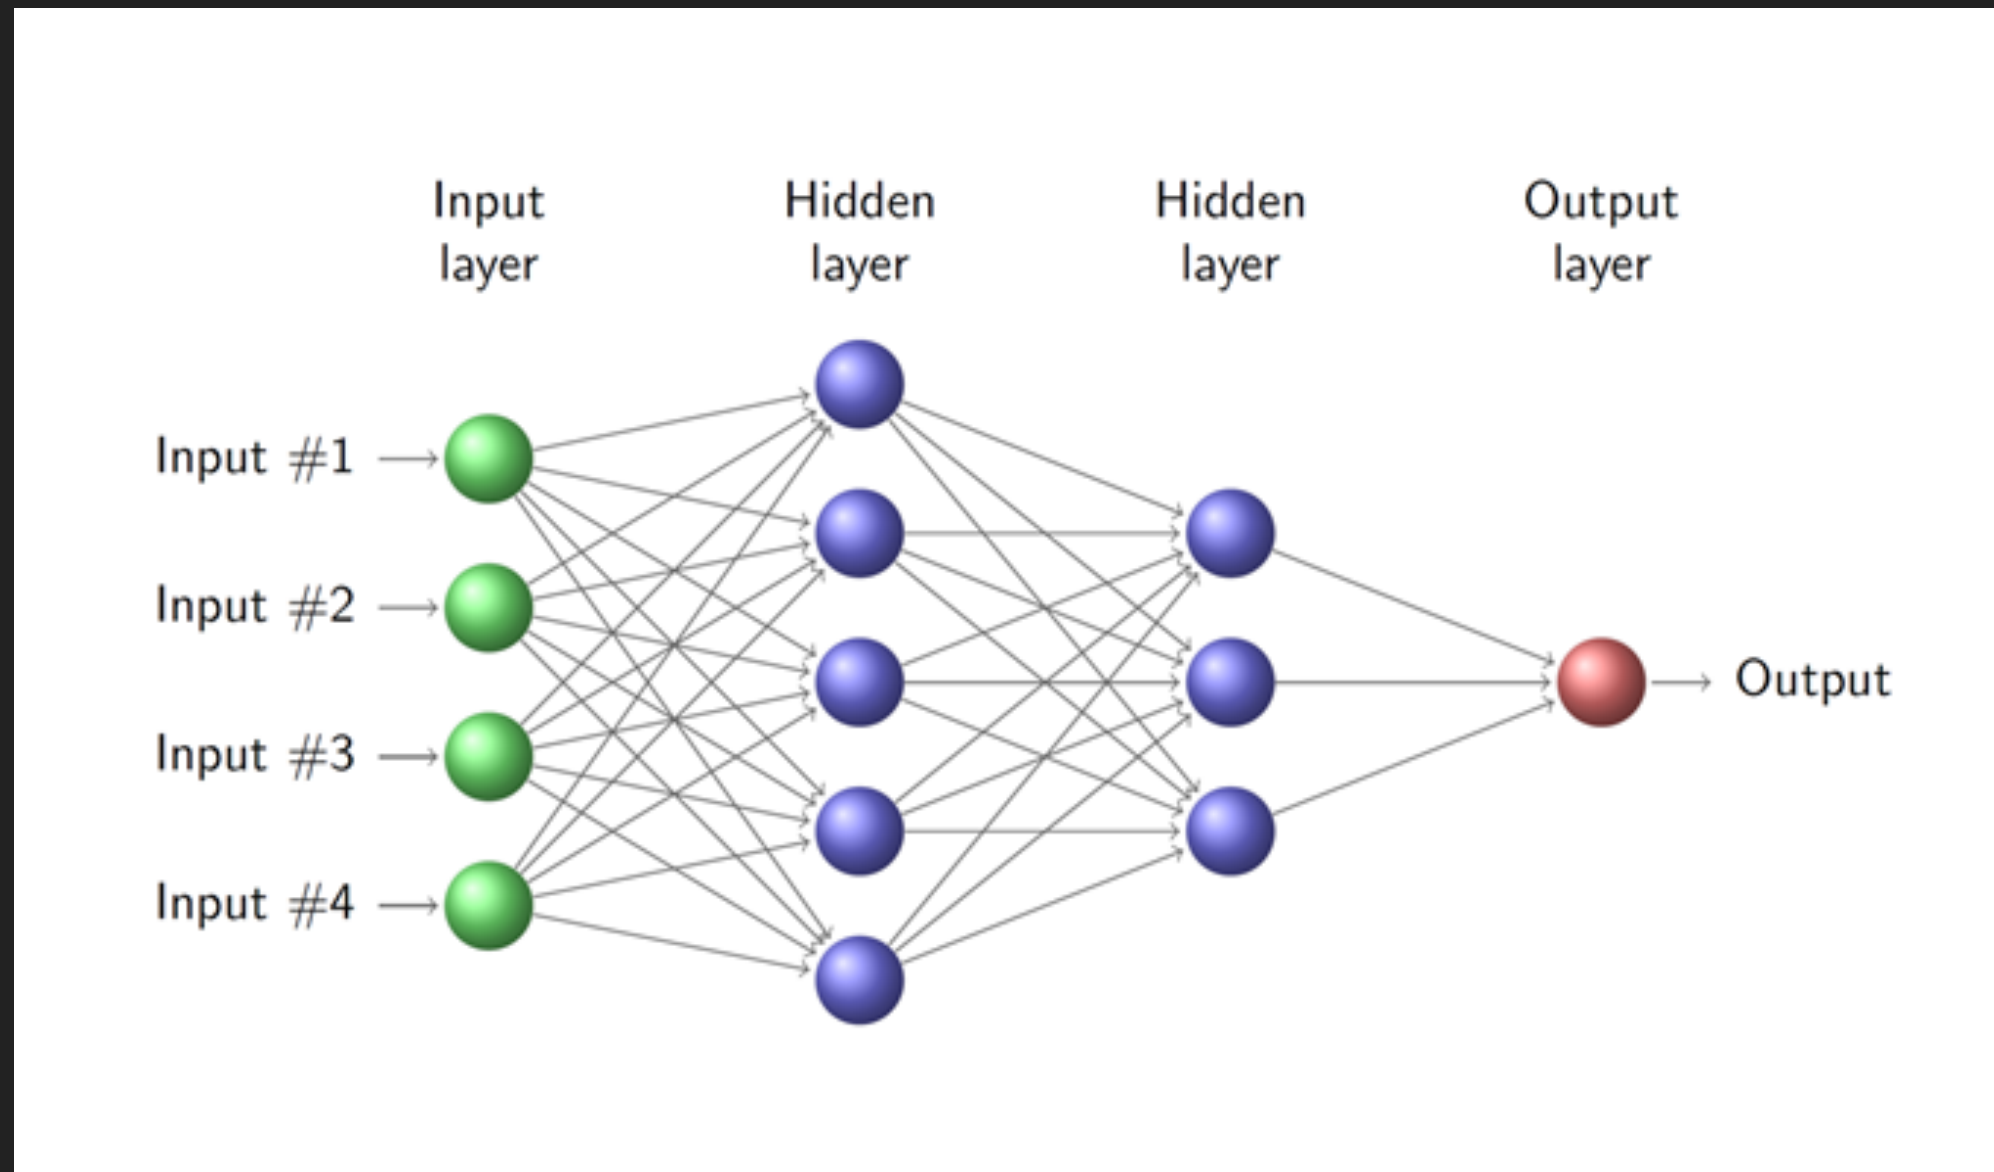 Input
layer
Hidden
layer
Hidden
layer
Output
layer
Input #1
Input #2
Input #3
Input #4
Output